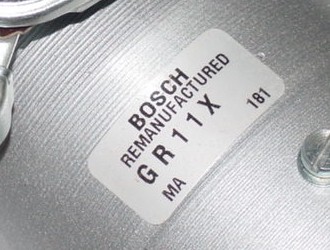 BOSCH
REMANUFACTURED
GR11X
MA 181